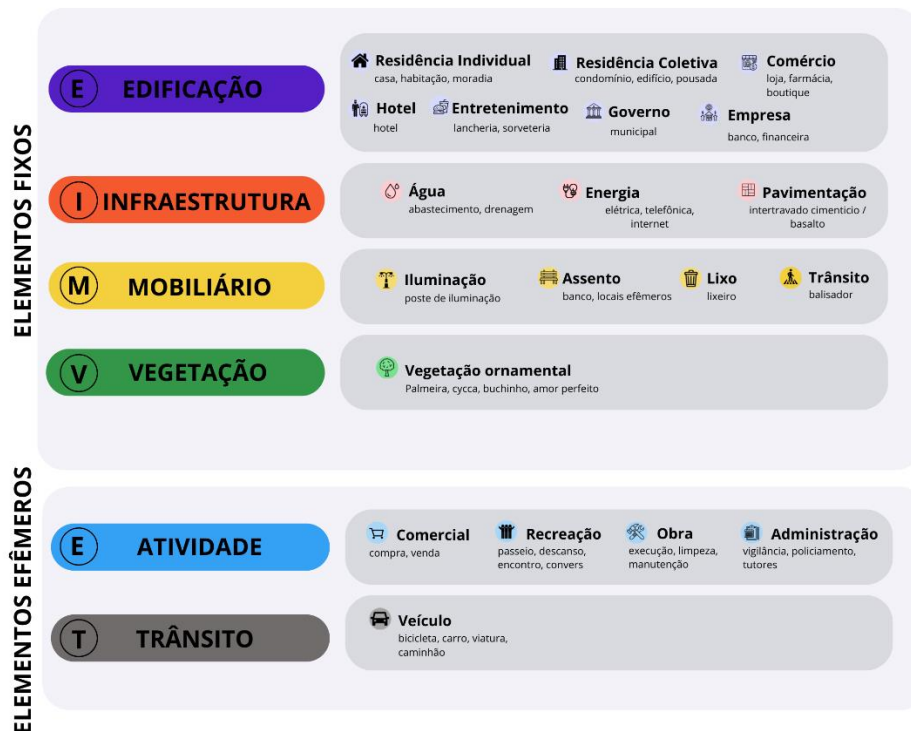 ELEMENTOS FIXOS
E EDIFICAÇÃO
Residência Individual
casa, habitação, moradia
Residência Coletiva
condomínio, edifício, pousada
Comércio
loja, farmácia,
boutique
Hotel
hotel
Entretenimento
lancheria, sorveteria
Governo
municipal
Empresa
banco, financeira
I INFRAESTRUTURA
Água
abastecimento, drenagem
Energia
elétrica, telefônica,
internet
Pavimentação
intertravado cimenticio /
basalto
M MOBILIÁRIO
Iluminação
poste de iluminação
Assento
banco, locais efêmeros
Lixo
lixeiro
Trânsito
balisador
V VEGETAÇÃO
Vegetação ornamental
Palmeira, cycca, buchinho, amor perfeito
ELEMENTOS EFÊMEROS
E ATIVIDADE
Comercial
compra, venda
Recreação
passeio, descanso,
encontro, convers
Obra
execução, limpeza,
manutenção
Administração
vigilância, policiamento,
tutores
T TRÂNSITO
Veículo
bicicleta, carro, viatura,
caminhão